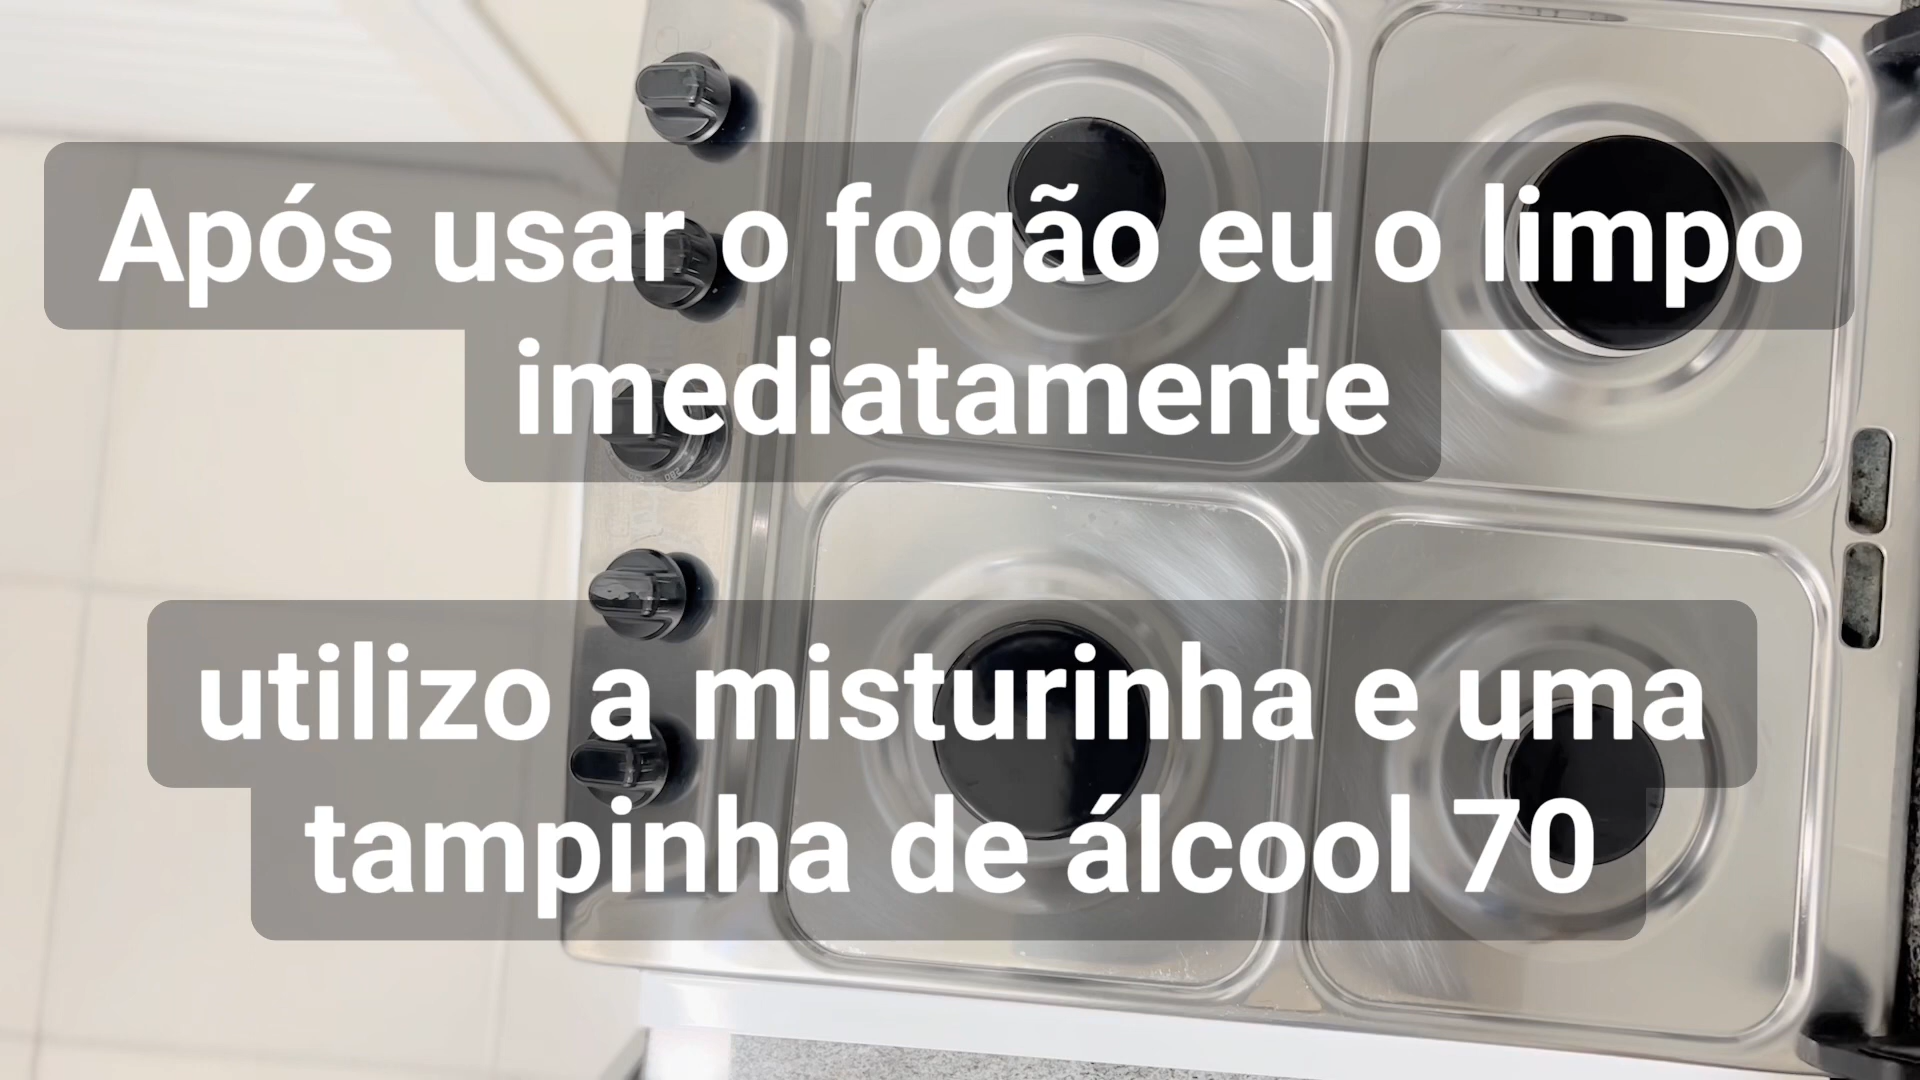 Após usar o fogão eu o limpo
imediatamente
utilizo a misturinha e uma
tampinha de álcool 70